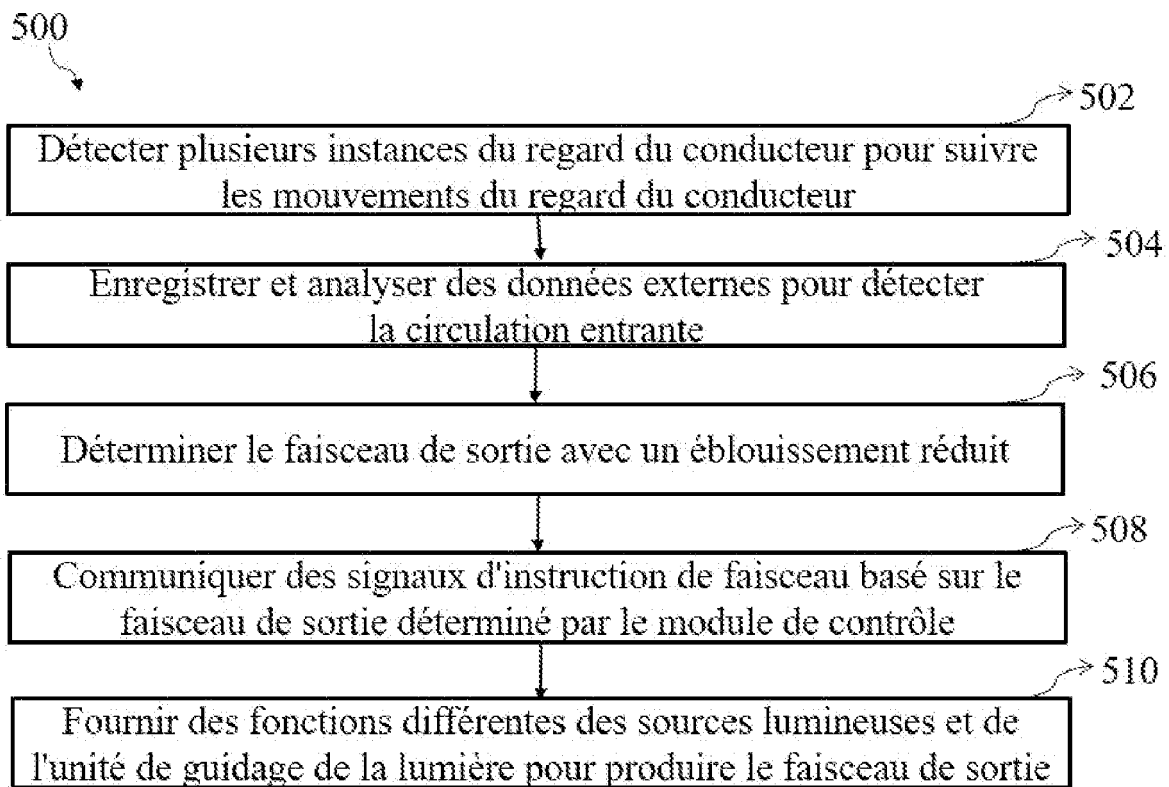 500
502
Détecter plusieurs instances du regard du conducteur pour suivre
les mouvements du regard du conducteur
504
Enregistrer et analyser des données externes pour détecter
la circulation entrante
506
Déterminer le faisceau de sortie avec un éblouissement réduit
508
Communiquer des signaux d'instruction de faisceau basé sur le
faisceau de sortie déterminé par le module de contrôle
510
Fournir des fonctions différentes des sources lumineuses et de
l'unité de guidage de la lumière pour produire le faisceau de sortie